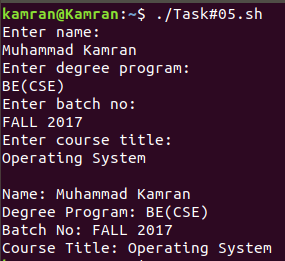 kamran@Kamran:~$ ./Task#05.sh
Enter name:
Muhammad Kamran
Enter degree program:
BE(CSE)
Enter batch no:
FALL 2017
Enter course title:
Operating System
Name: Muhammad Kamran
Degree Program: BE(CSE)
Batch No: FALL 2017
Course Title: Operating System